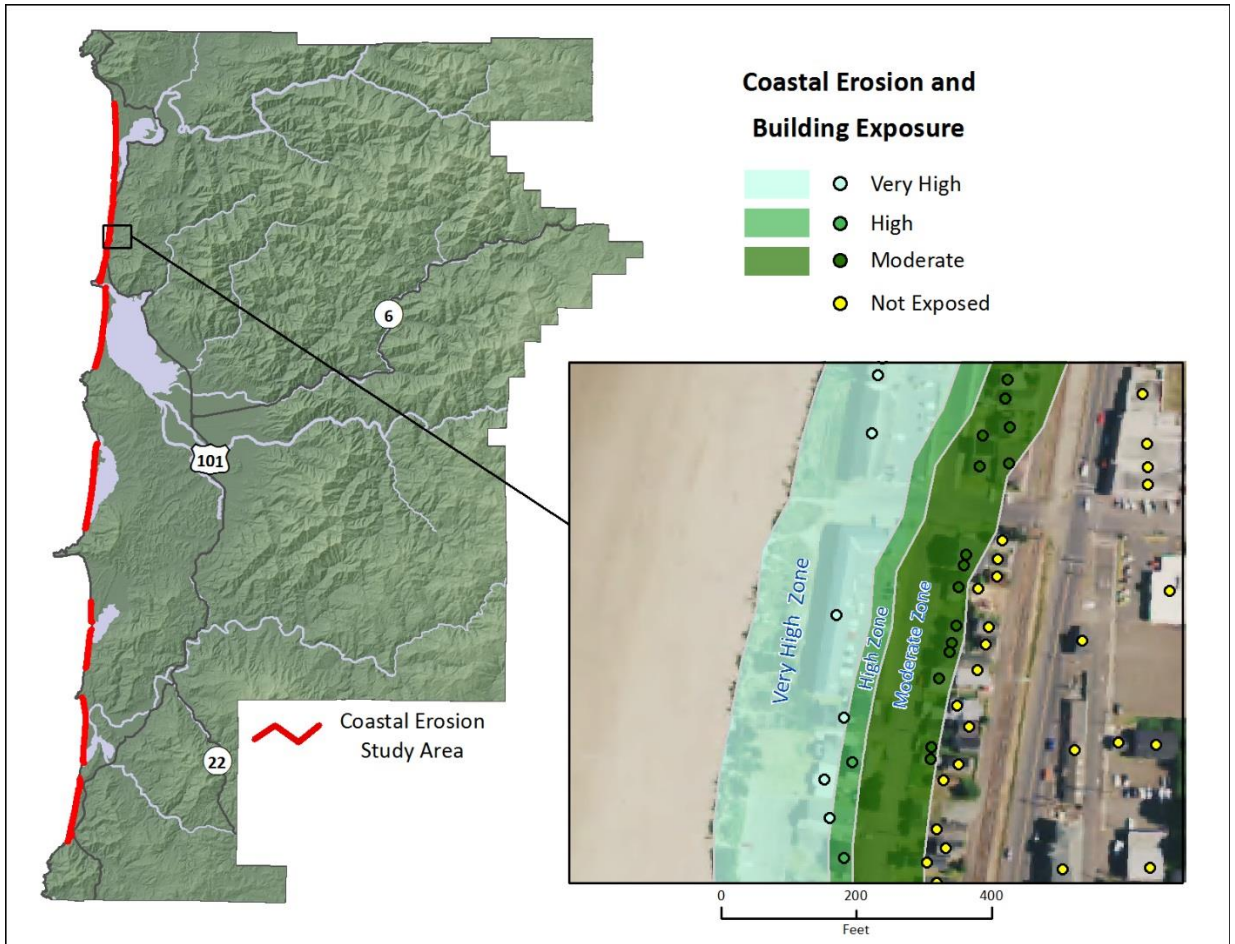 Coastal Erosion and
Building Exposure
Very High
High
Moderate
Not Exposed
6
101
22
Coastal Erosion
Study Area
Very High Zone
High Zone
Moderate Zone
0
200
400
Feet